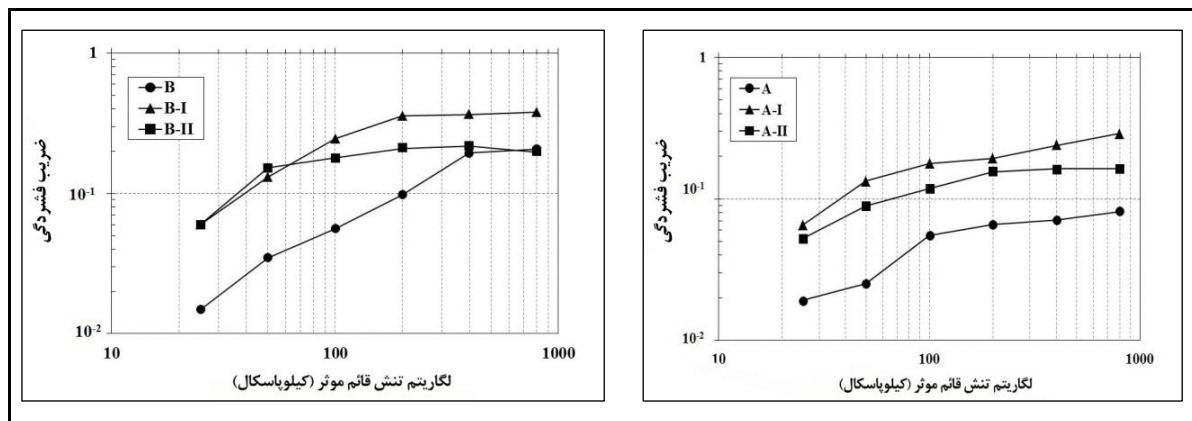 1
10-1
10-2
10
100
1000
B
B-I
B-II
ضریب فشردگی
لگاریتم تنش قائم موثر (کیلوپاسکال)
1
10-1
10-2
10
100
1000
A
A-I
A-II
ضریب فشردگی
لگاریتم تنش قائم موثر (کیلوپاسکال)